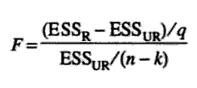 F = (ESS_R − ESS_UR)/q
ESS_UR/(n − k)